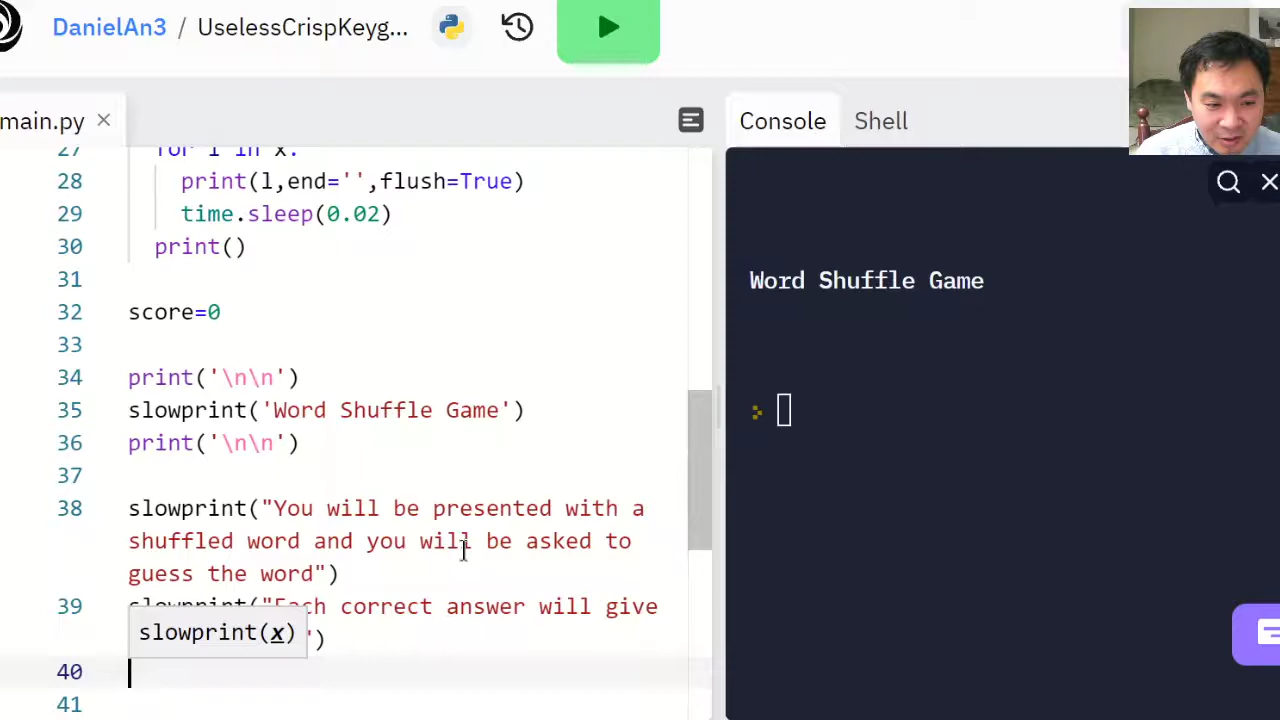 DanielAn3 / UselessCrispKeyg...
main.py ×
Console Shell
27 for l in x:
28 print(l,end='',flush=True)
29 time.sleep(0.02)
30 print()
31
32 score=0
33
34 print('\n\n')
35 slowprint('Word Shuffle Game')
36 print('\n\n')
37
38 slowprint("You will be presented with a
shuffled word and you will be asked to
guess the word")
39 slowprint("Each correct answer will give
slowprint(x) ")
40
41
Word Shuffle Game